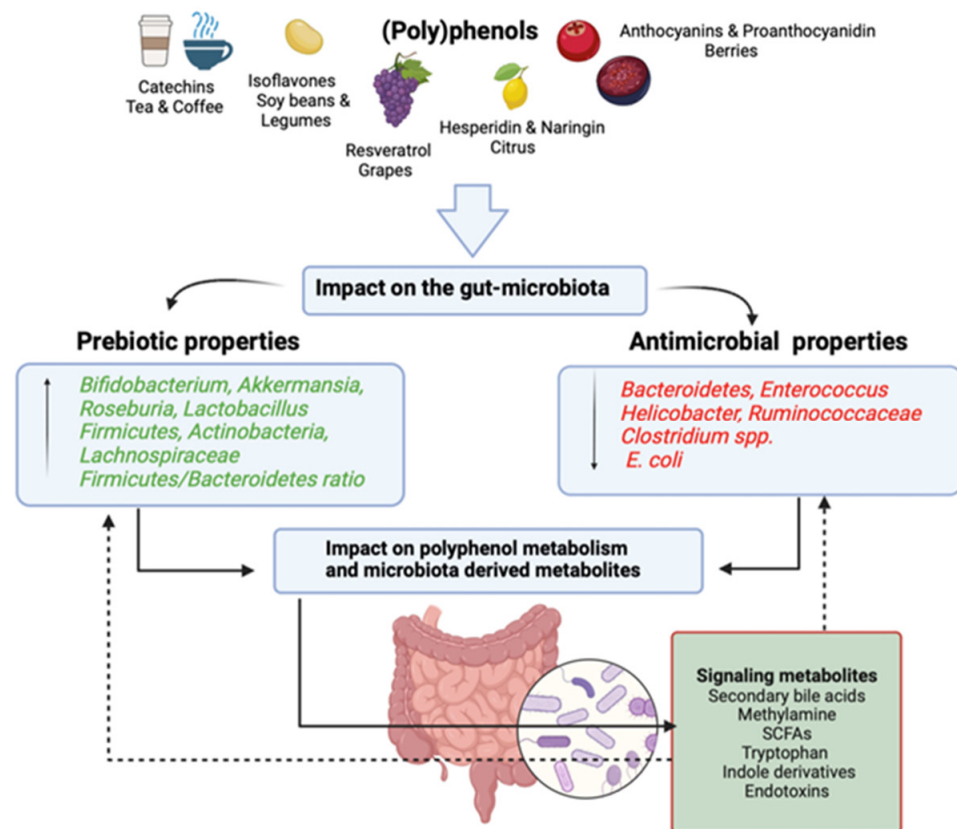 (Poly)phenols
Catechins
Tea & Coffee
Isoflavones
Soy beans &
Legumes
Resveratrol
Grapes
Hesperidin & Naringin
Citrus
Anthocyanins & Proanthocyanidin
Berries
Impact on the gut-microbiota
Prebiotic properties
Bifidobacterium, Akkermansia,
Roseburia, Lactobacillus
Firmicutes, Actinobacteria,
Lachnospiraceae
Firmicutes/Bacteroidetes ratio
Antimicrobial properties
Bacteroidetes, Enterococcus
Helicobacter, Ruminococcaceae
Clostridium spp.
E. coli
Impact on polyphenol metabolism
and microbiota derived metabolites
Signaling metabolites
Secondary bile acids
Methylamine
SCFAs
Tryptophan
Indole derivatives
Endotoxins